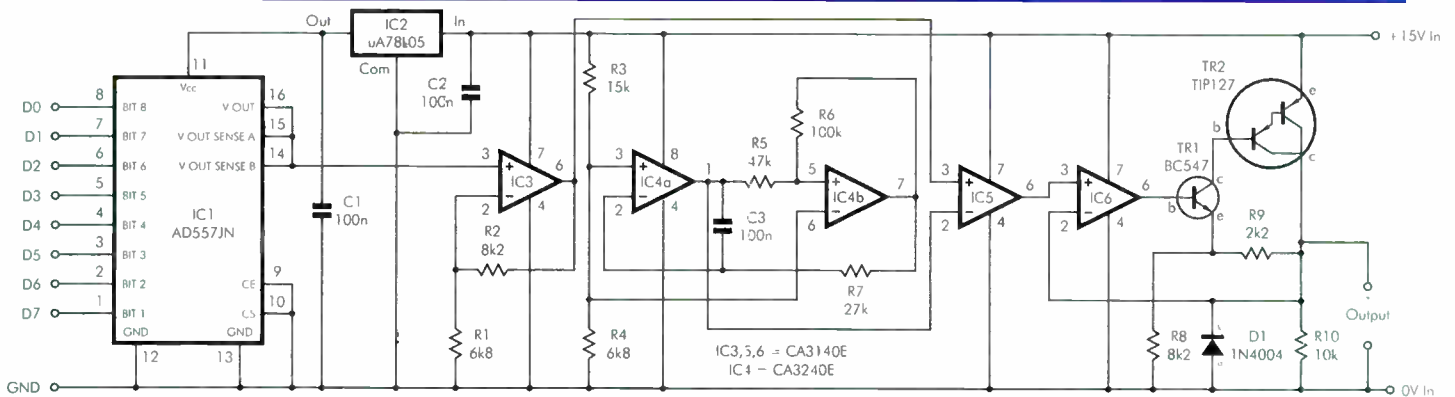 Out
IC2
uA78L05
In
Com
+15V In
TR2
TIP127
e
b
c
11
Vcc
C2
100n
R3
15k
R6
100k
D0
8
BIT 8
V OUT
16
D1
7
BIT 7
V OUT SENSE A
15
D2
6
BIT 6
V OUT SENSE B
14
D3
5
BIT 5
D4
4
BIT 4
D5
3
BIT 3
D6
2
BIT 2
CE
9
D7
1
BIT 1
CS
10
IC1
AD557JN
GND
GND
12
13
C1
100n
3
+
7
IC3
6
2
-
4
R2
8k2
R1
6k8
R4
6k8
3
+
8
IC4a
1
2
-
4
R5
47k
C3
100n
5
+
IC4b
7
6
-
R7
27k
3
+
7
IC5
6
2
-
4
3
+
7
IC6
6
2
-
4
TR1
BC547
c
b
e
R9
2k2
R8
8k2
D1
1N4004
R10
10k
Output
IC3,5,6 = CA3140E
IC4 = CA3240E
GND
0V In